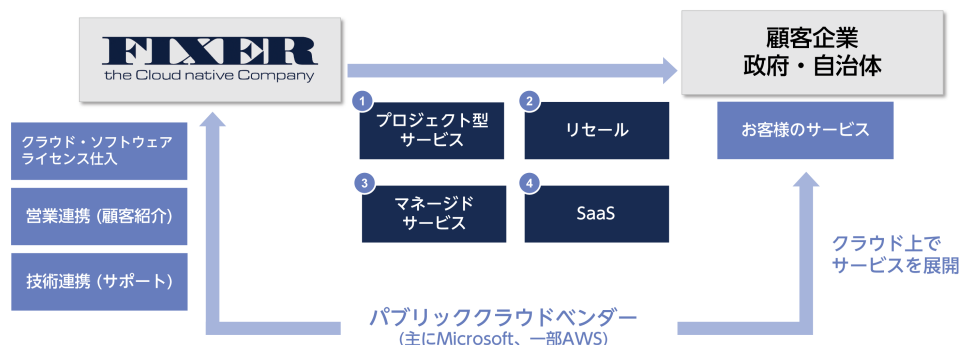 FIXER
the Cloud native Company
顧客企業
政府・自治体
クラウド・ソフトウェア
ライセンス仕入
営業連携 (顧客紹介)
技術連携 (サポート)
1
プロジェクト型
サービス
2
リセール
3
マネージド
サービス
4
SaaS
お客様のサービス
クラウド上で
サービスを展開
パブリッククラウドベンダー
(主にMicrosoft、一部AWS)